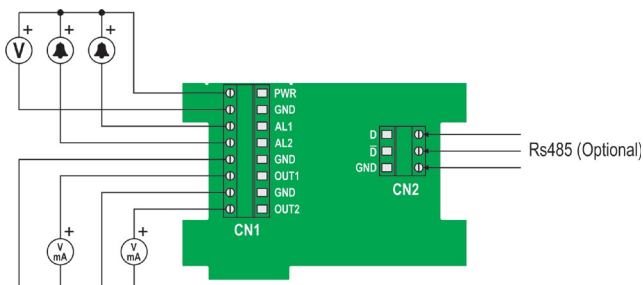 + + +
V
PWR
GND
AL1
AL2
GND
OUT1
GND
OUT2
CN1
D
D̅
GND
CN2
Rs485 (Optional)
+ +
V
mA
V
mA